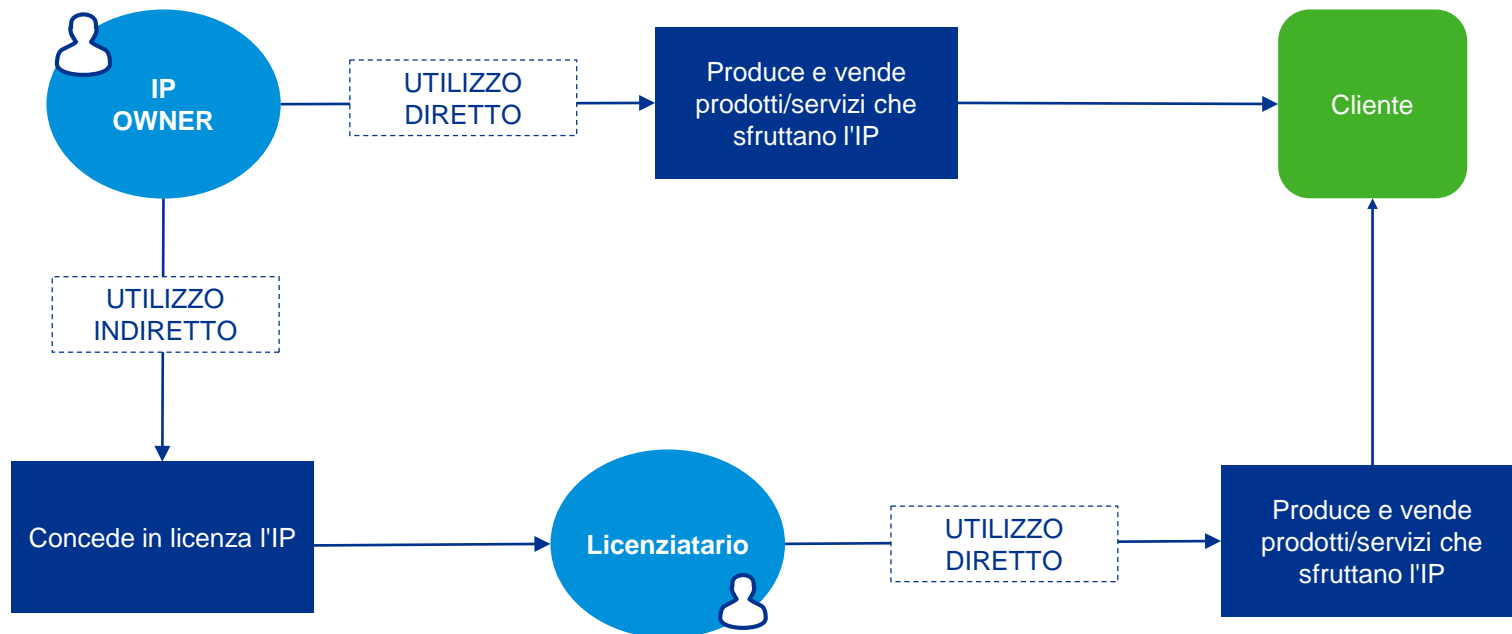 IP
OWNER
UTILIZZO
DIRETTO
Produce e vende
prodotti/servizi che
sfruttano l'IP
Cliente
UTILIZZO
INDIRETTO
Concede in licenza l'IP
Licenziatario
UTILIZZO
DIRETTO
Produce e vende
prodotti/servizi che
sfruttano l'IP